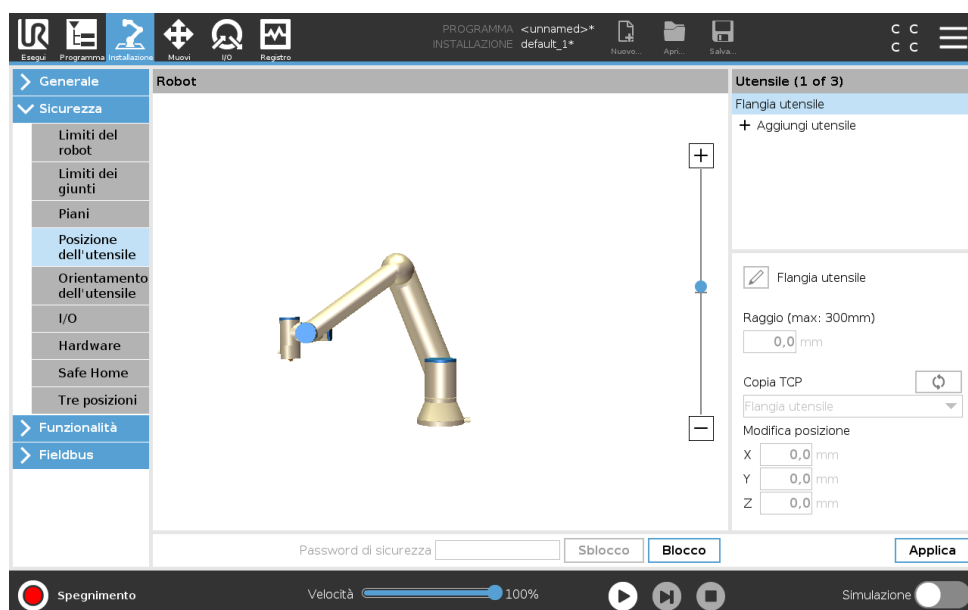 PROGRAMMA <unnamed>*
INSTALLAZIONE default_1*
Esegui
Programma
Installazione
Muovi
I/O
Registro
Nuovo...
Apri...
Salva...
C C
C C
Generale
Sicurezza
Limiti del
robot
Limiti dei
giunti
Piani
Posizione
dell'utensile
Orientamento
dell'utensile
I/O
Hardware
Safe Home
Tre posizioni
Funzionalità
Fieldbus
Robot
Utensile (1 of 3)
Flangia utensile
+ Aggiungi utensile
Flangia utensile
Raggio (max: 300mm)
0,0 mm
Copia TCP
Flangia utensile
Modifica posizione
X 0,0 mm
Y 0,0 mm
Z 0,0 mm
Password di sicurezza
Sblocco
Blocco
Applica
Spegnimento
Velocità
100%
Simulazione